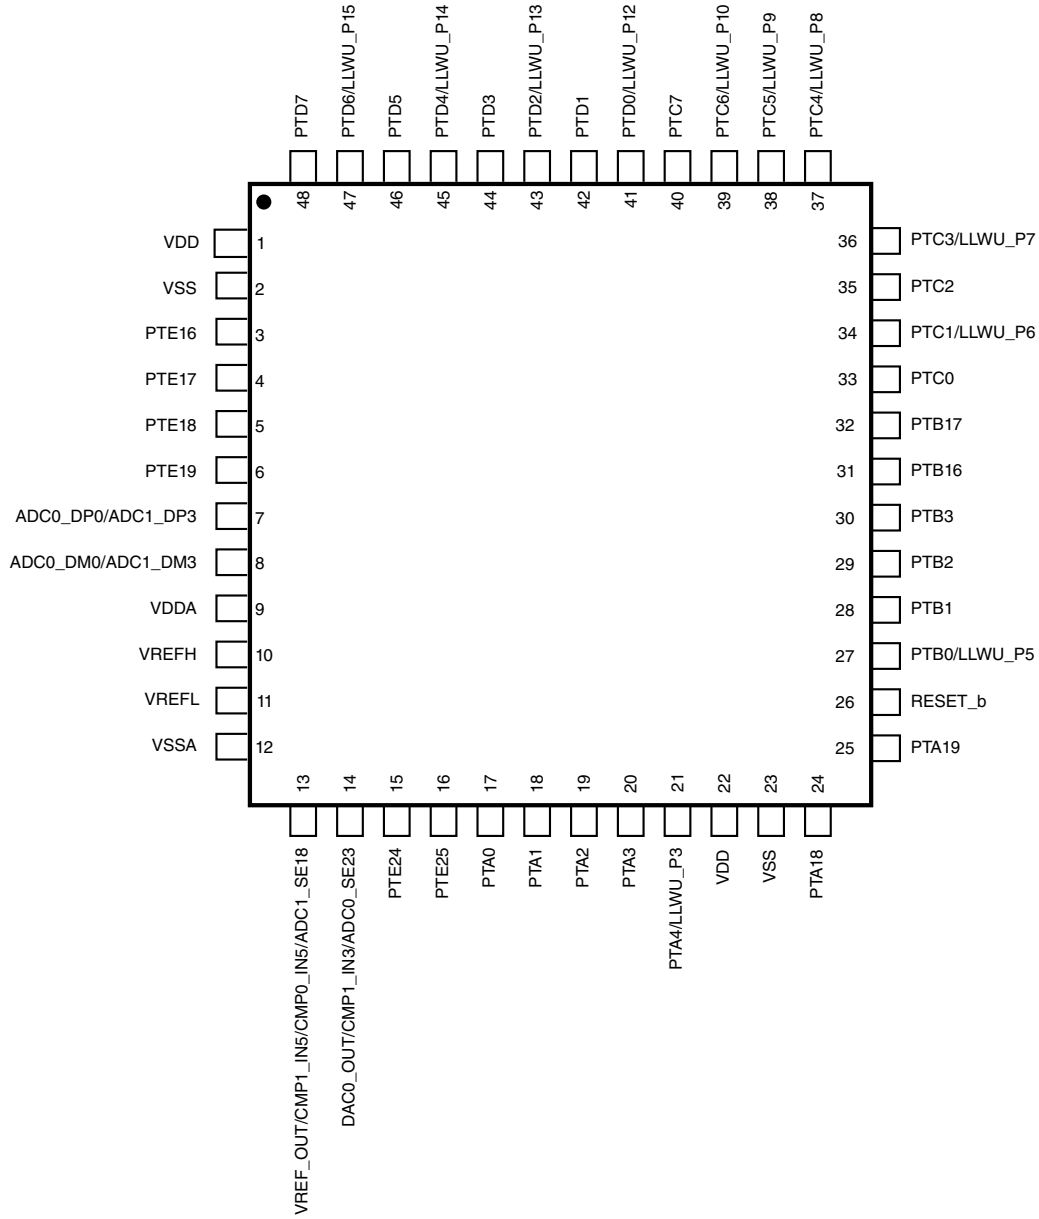 PTD7
PTD6/LLWU_P15
PTD5
PTD4/LLWU_P14
PTD3
PTD2/LLWU_P13
PTD1
PTD0/LLWU_P12
PTC7
PTC6/LLWU_P10
PTC5/LLWU_P9
PTC4/LLWU_P8
48
47
46
45
44
43
42
41
40
39
38
37
VDD 1
VSS 2
PTE16 3
PTE17 4
PTE18 5
PTE19 6
ADC0_DP0/ADC1_DP3 7
ADC0_DM0/ADC1_DM3 8
VDDA 9
VREFH 10
VREFL 11
VSSA 12
36 PTC3/LLWU_P7
35 PTC2
34 PTC1/LLWU_P6
33 PTC0
32 PTB17
31 PTB16
30 PTB3
29 PTB2
28 PTB1
27 PTB0/LLWU_P5
26 RESET_b
25 PTA19
13
14
15
16
17
18
19
20
21
22
23
24
VREF_OUT/CMP1_IN5/CMP0_IN5/ADC1_SE18
DAC0_OUT/CMP1_IN3/ADC0_SE23
PTE24
PTE25
PTA0
PTA1
PTA2
PTA3
PTA4/LLWU_P3
VDD
VSS
PTA18